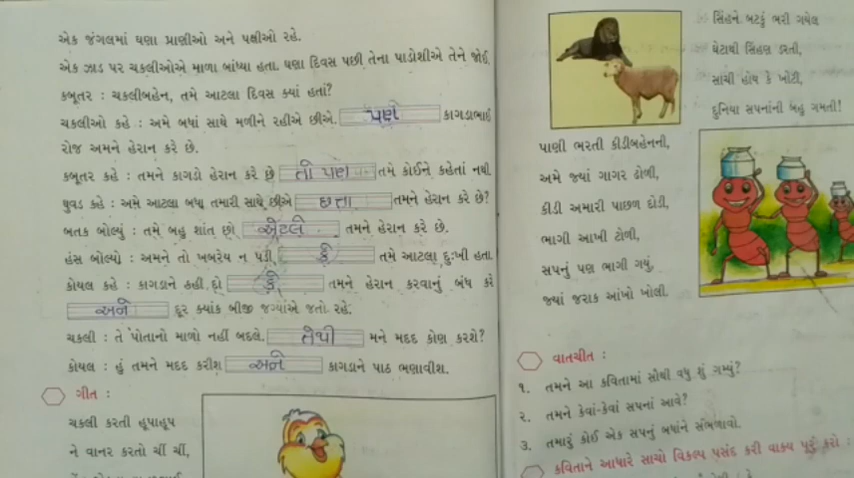 એક જંગલમાં ઘણા પ્રાણીઓ અને પક્ષીઓ રહે.
એક ઝાડ પર ચકલીઓએ માળા બાંધ્યા હતા. ઘણા દિવસ પછી તેના પાડોશીએ તેને જોઈ.
કબૂતર : ચકલીબહેન, તમે આટલા દિવસ ક્યાં હતાં?
ચકલીઓ કહે : અમે બધાં સાથે મળીને રહીએ છીએ. પણ કાગડાભાઈ
રોજ અમને હેરાન કરે છે.
કબૂતર કહે : તમને કાગડો હેરાન કરે છે તો પણ તમે કોઈને કહેતાં નથી.
ઘુવડ કહે : અમે આટલા બધા તમારી સાથે છીએ છતાં તમને હેરાન કરે છે?
બતક બોલ્યું : તમે બહુ શાંત છો એટલે તમને હેરાન કરે છે.
હંસ બોલ્યો : અમને તો ખબરેય ન પડી કે તમે આટલા દુઃખી હતા.
કોયલ કહે : કાગડાને કહી દો કે તમને હેરાન કરવાનું બંધ કરે
અને દૂર ક્યાંક બીજી જગ્યાએ જતો રહે.
ચકલી : તે પોતાનો માળો નહીં બદલે. તેથી મને મદદ કોણ કરશે?
કોયલ : હું તમને મદદ કરીશ અને કાગડાને પાઠ ભણાવીશ.
ગીત :
ચકલી કરતી હૂપાહૂપ
ને વાનર કરતો ચીં ચીં,
સિંહને બટકું ભરી ગયેલ
ઘેટાથી સિંહણ ડરતી,
સાચી હોય કે ખોટી,
દુનિયા સપનાંની બહુ ગમતી!
પાણી ભરતી કીડીબહેનની,
અમે જ્યાં ગાગર ઢોળી,
કીડી અમારી પાછળ દોડી,
ભાગી આખી ટોળી,
સપનું પણ ભાગી ગયું,
જ્યાં જરાક આંખો ખોલી.
વાતચીત :
૧. તમને આ કવિતામાં સૌથી વધુ શું ગમ્યું?
૨. તમને કેવાં-કેવાં સપનાં આવે?
૩. તમારું કોઈ એક સપનું બધાંને સંભળાવો.
કવિતાને આધારે સાચો વિકલ્પ પસંદ કરી વાક્ય પૂરું કરો :